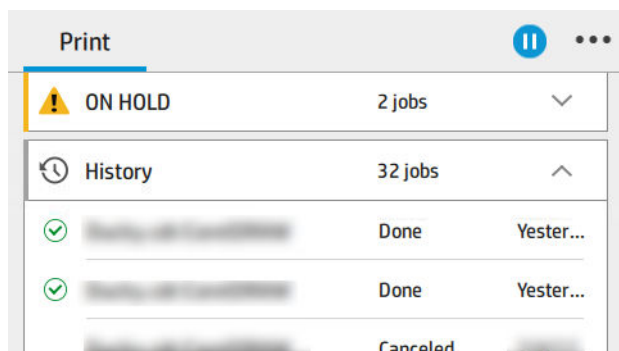 Print
ON HOLD 2 jobs
History 32 jobs
Done Yester...
Done Yester...
Canceled